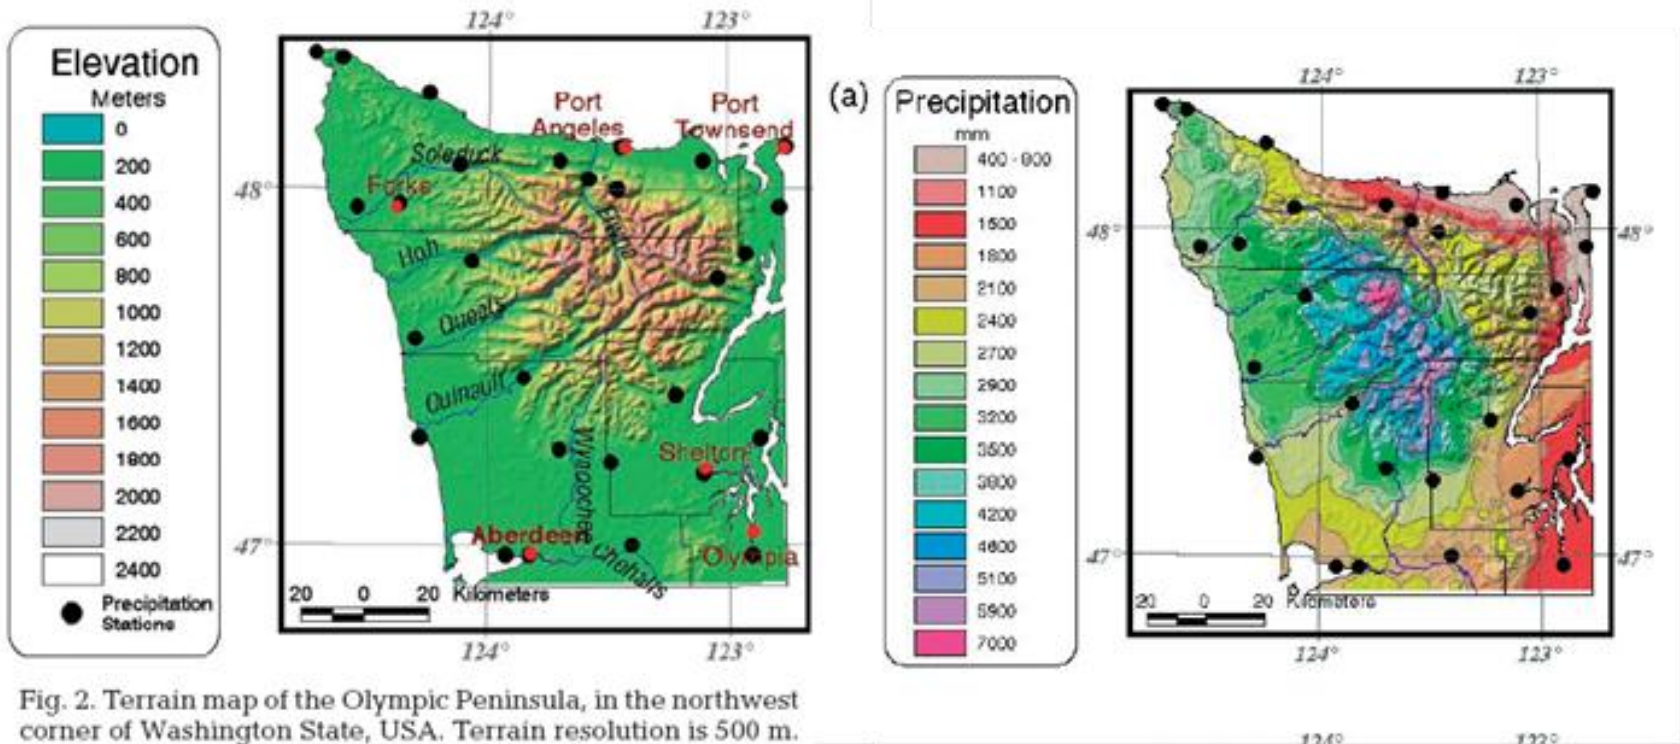 124°
123°
Elevation
Meters
0
200
400
600
800
1000
1200
1400
1600
1800
2000
2200
2400
Precipitation
Stations
48°
47°
Port
Angeles
Port
Townsend
Soleduck
Forks
Elwha
Hoh
Queets
Quinault
Wynoochee
Shelton
Aberdeen
Chehalis
Olympia
20 0 20 Kilometers
124°
123°
(a)
Precipitation
mm
400 - 800
1100
1500
1800
2100
2400
2700
2900
3200
3500
3800
4200
4600
5100
5900
7000
124°
123°
48°
48°
47°
47°
20 0 20 Kilometers
124°
123°
Fig. 2. Terrain map of the Olympic Peninsula, in the northwest
corner of Washington State, USA. Terrain resolution is 500 m.